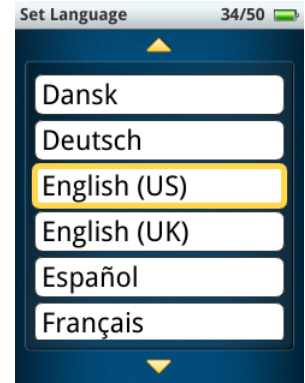 Set Language 34/50
Dansk
Deutsch
English (US)
English (UK)
Español
Français